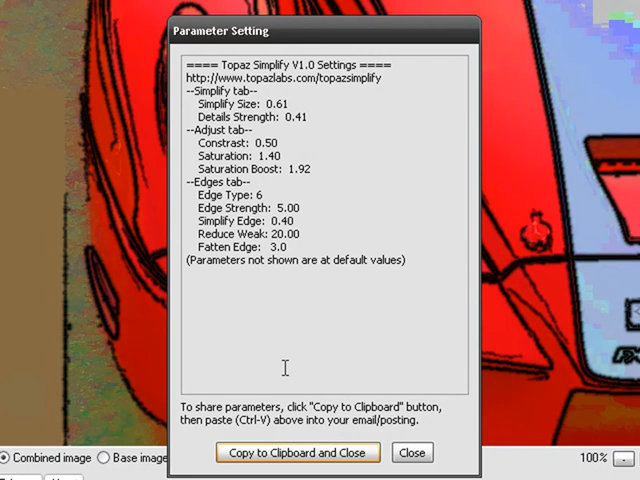 Parameter Setting
==== Topaz Simplify V1.0 Settings ====
http://www.topazlabs.com/topazsimplify
--Simplify tab--
Simplify Size: 0.61
Details Strength: 0.41
--Adjust tab--
Constrast: 0.50
Saturation: 1.40
Saturation Boost: 1.92
--Edges tab--
Edge Type: 6
Edge Strength: 5.00
Simplify Edge: 0.40
Reduce Weak: 20.00
Fatten Edge: 3.0
(Parameters not shown are at default values)
To share parameters, click "Copy to Clipboard" button,
then paste (Ctrl-V) above into your email/posting.
Copy to Clipboard and Close Close
Combined image Base image 100% -